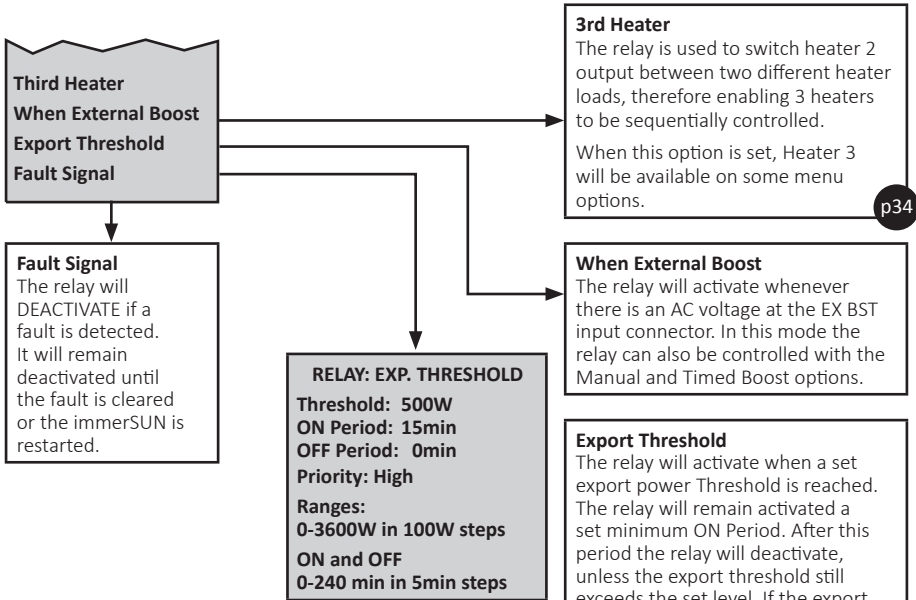 Third Heater
When External Boost
Export Threshold
Fault Signal
Fault Signal
The relay will
DEACTIVATE if a
fault is detected.
It will remain
deactivated until
the fault is cleared
or the immerSUN is
restarted.
RELAY: EXP. THRESHOLD
Threshold: 500W
ON Period: 15min
OFF Period: 0min
Priority: High
Ranges:
0-3600W in 100W steps
ON and OFF
0-240 min in 5min steps
3rd Heater
The relay is used to switch heater 2
output between two different heater
loads, therefore enabling 3 heaters
to be sequentially controlled.
When this option is set, Heater 3
will be available on some menu
options.
p34
When External Boost
The relay will activate whenever
there is an AC voltage at the EX BST
input connector. In this mode the
relay can also be controlled with the
Manual and Timed Boost options.
Export Threshold
The relay will activate when a set
export power Threshold is reached.
The relay will remain activated a
set minimum ON Period. After this
period the relay will deactivate,
unless the export threshold still
exceeds the set level. If the export